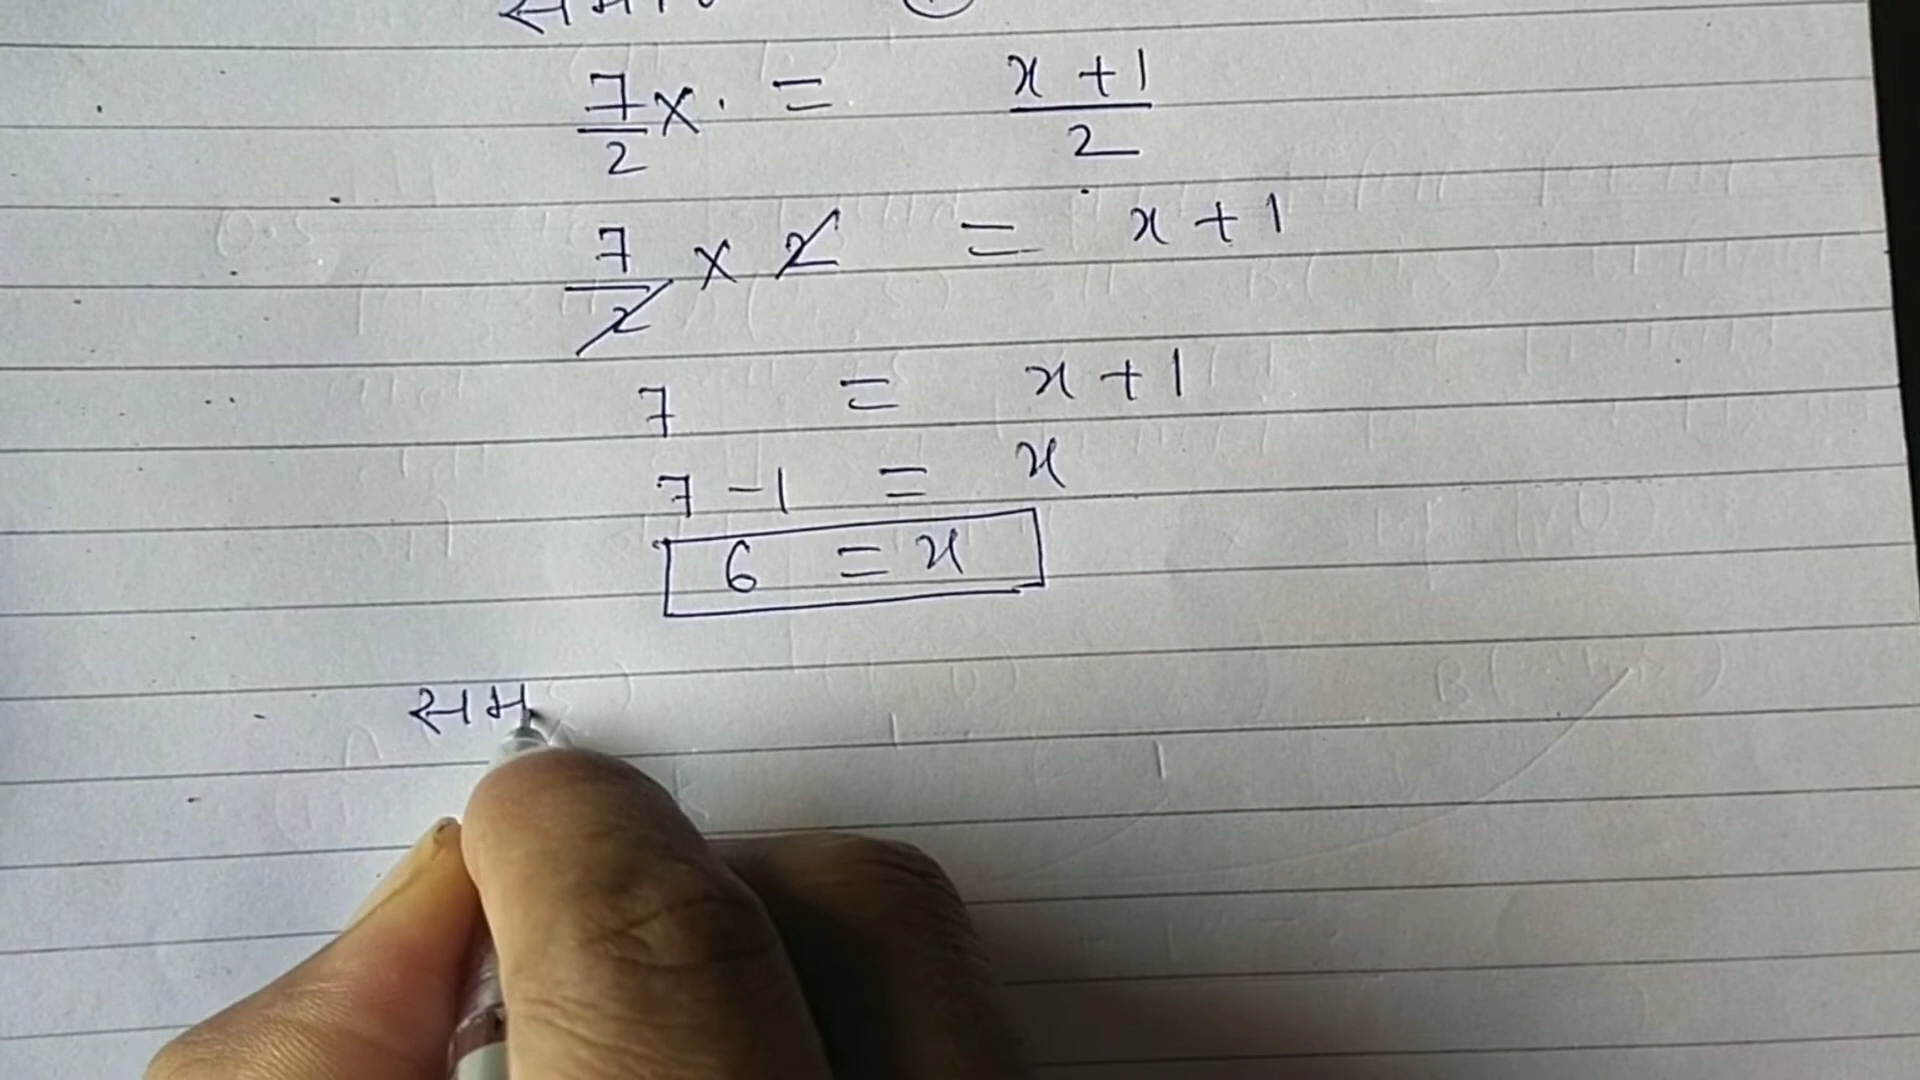 7/2 × = x + 1/2
7/2 × 2 = x + 1
7 = x + 1
7 - 1 = x
6 = x
सम